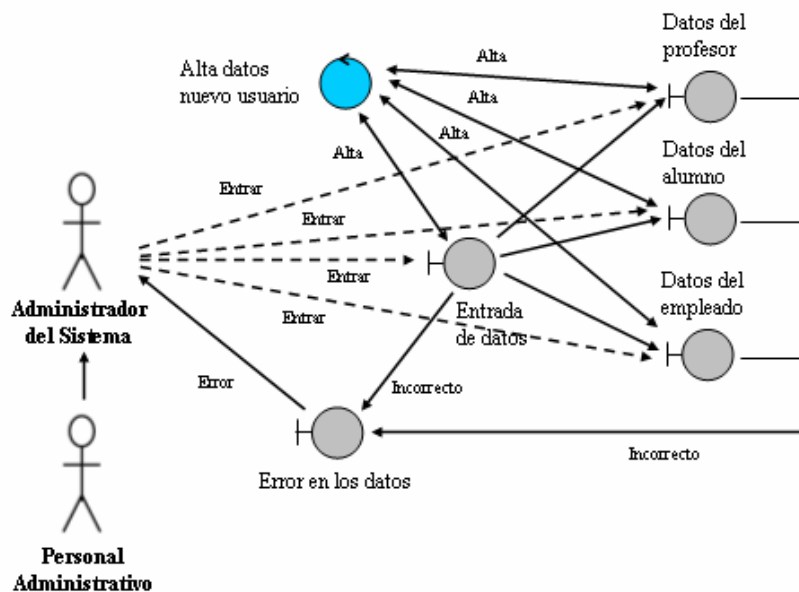 Datos del
profesor
Alta datos
nuevo usuario
Alta
Alta
Alta
Alta
Datos del
alumno
Entrar
Entrar
Entrar
Entrar
Datos del
empleado
Administrador
del Sistema
Entrada
de datos
Error
Incorrecto
Incorrecto
Error en los datos
Personal
Administrativo